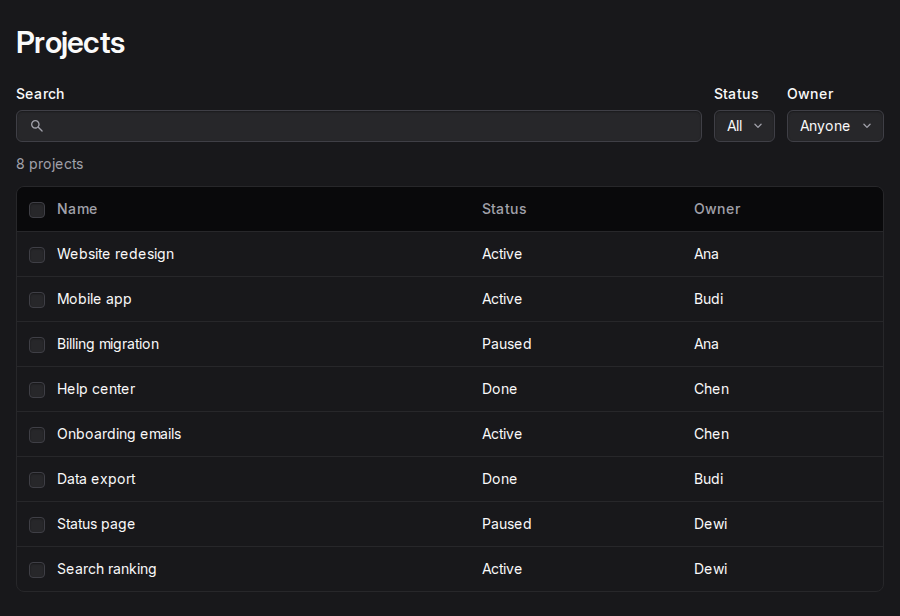 Projects
Search Status Owner
All Anyone
8 projects
Name Status Owner
Website redesign Active Ana
Mobile app Active Budi
Billing migration Paused Ana
Help center Done Chen
Onboarding emails Active Chen
Data export Done Budi
Status page Paused Dewi
Search ranking Active Dewi